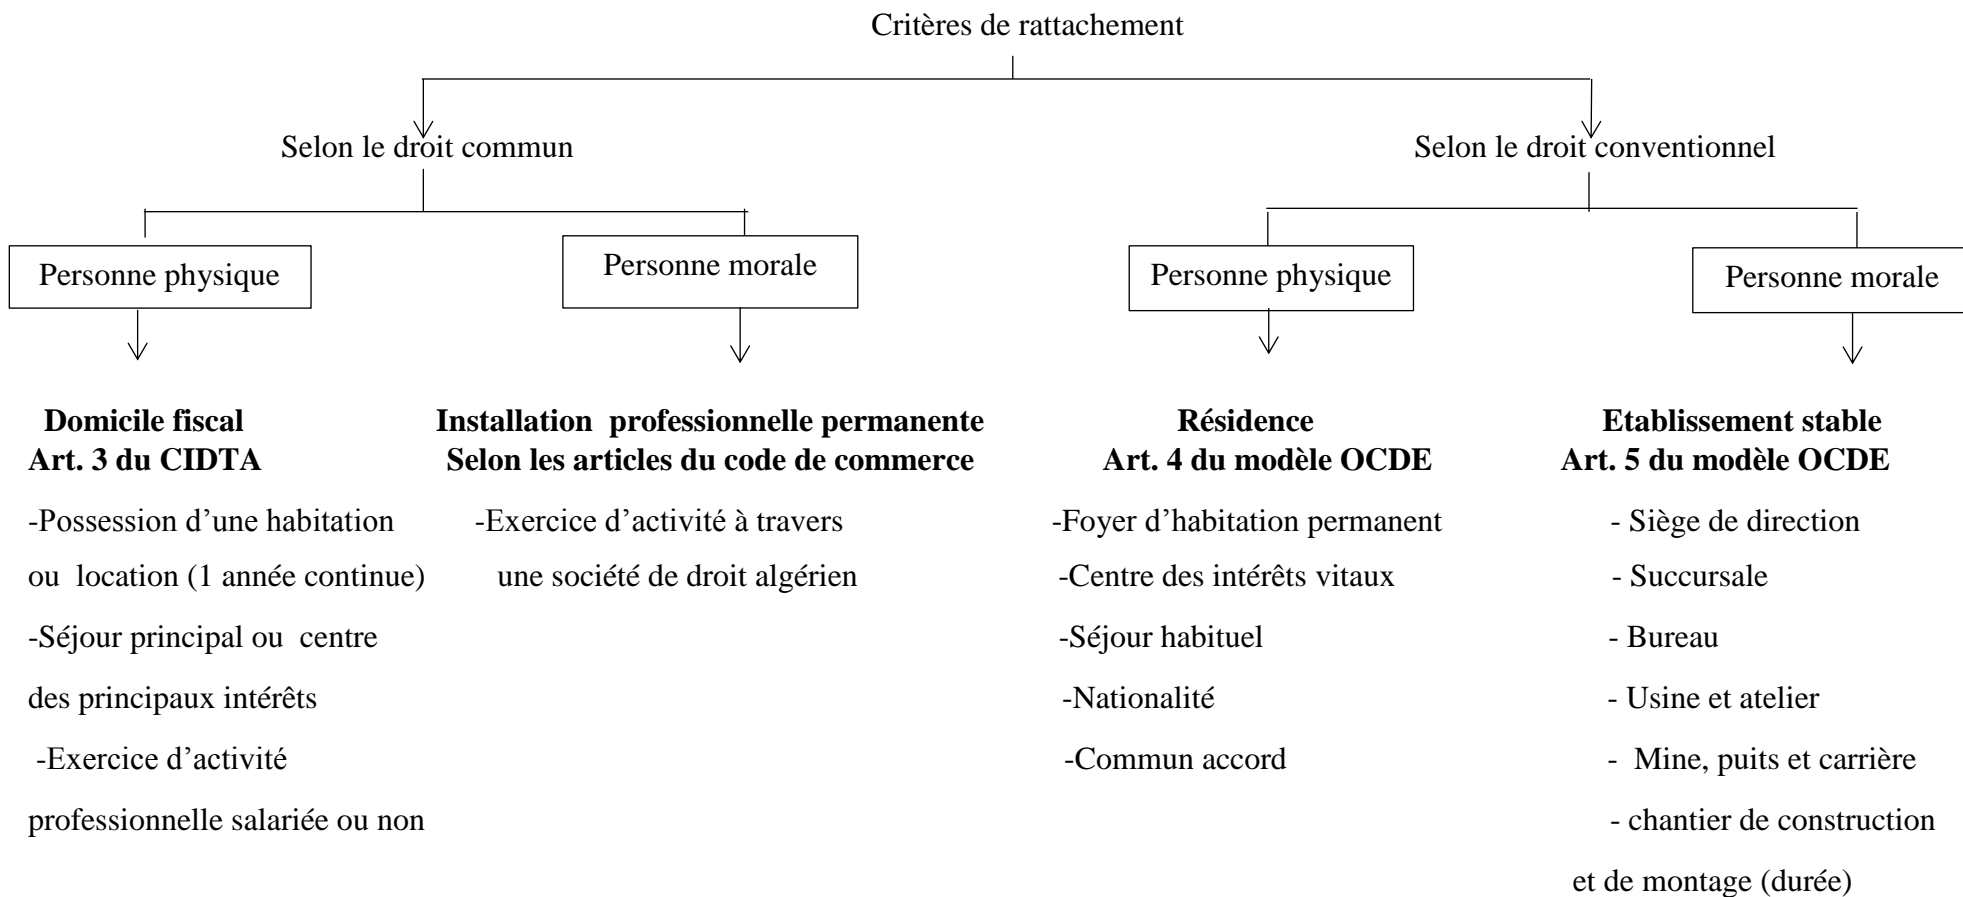 Critères de rattachement
Selon le droit commun
Selon le droit conventionnel
Personne physique
Personne morale
Personne physique
Personne morale
Domicile fiscal
Art. 3 du CIDTA
-Possession d’une habitation
ou location (1 année continue)
-Séjour principal ou centre
des principaux intérêts
-Exercice d’activité
professionnelle salariée ou non
Installation professionnelle permanente
Selon les articles du code de commerce
-Exercice d’activité à travers
une société de droit algérien
Résidence
Art. 4 du modèle OCDE
-Foyer d’habitation permanent
-Centre des intérêts vitaux
-Séjour habituel
-Nationalité
-Commun accord
Etablissement stable
Art. 5 du modèle OCDE
- Siège de direction
- Succursale
- Bureau
- Usine et atelier
- Mine, puits et carrière
- chantier de construction
et de montage (durée)